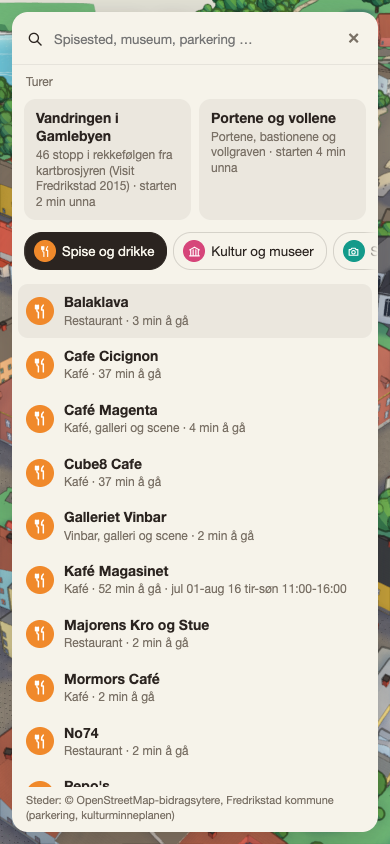 Spisested, museum, parkering …
Turer
Vandringen i
Gamlebyen
46 stopp i rekkefølgen fra
kartbrosjyren (Visit
Fredrikstad 2015) · starten
2 min unna
Portene og vollene
Portene, bastionene og
vollgraven · starten 4 min
unna
Spise og drikke
Kultur og museer
S
Balaklava
Restaurant · 3 min å gå
Cafe Cicignon
Kafé · 37 min å gå
Café Magenta
Kafé, galleri og scene · 4 min å gå
Cube8 Cafe
Kafé · 37 min å gå
Galleriet Vinbar
Vinbar, galleri og scene · 2 min å gå
Kafé Magasinet
Kafé · 52 min å gå · jul 01-aug 16 tir-søn 11:00-16:00
Majorens Kro og Stue
Restaurant · 2 min å gå
Mormors Café
Kafé · 2 min å gå
No74
Restaurant · 2 min å gå
Pepo's
Steder: © OpenStreetMap-bidragsytere, Fredrikstad kommune
(parkering, kulturminneplanen)